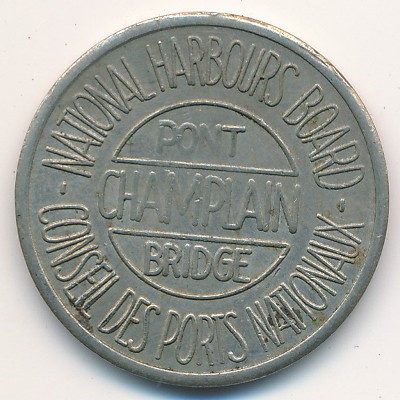 NATIONAL HARBOURS BOARD
PONT
CHAMPLAIN
BRIDGE
· CONSEIL DES PORTS NATIONAUX ·